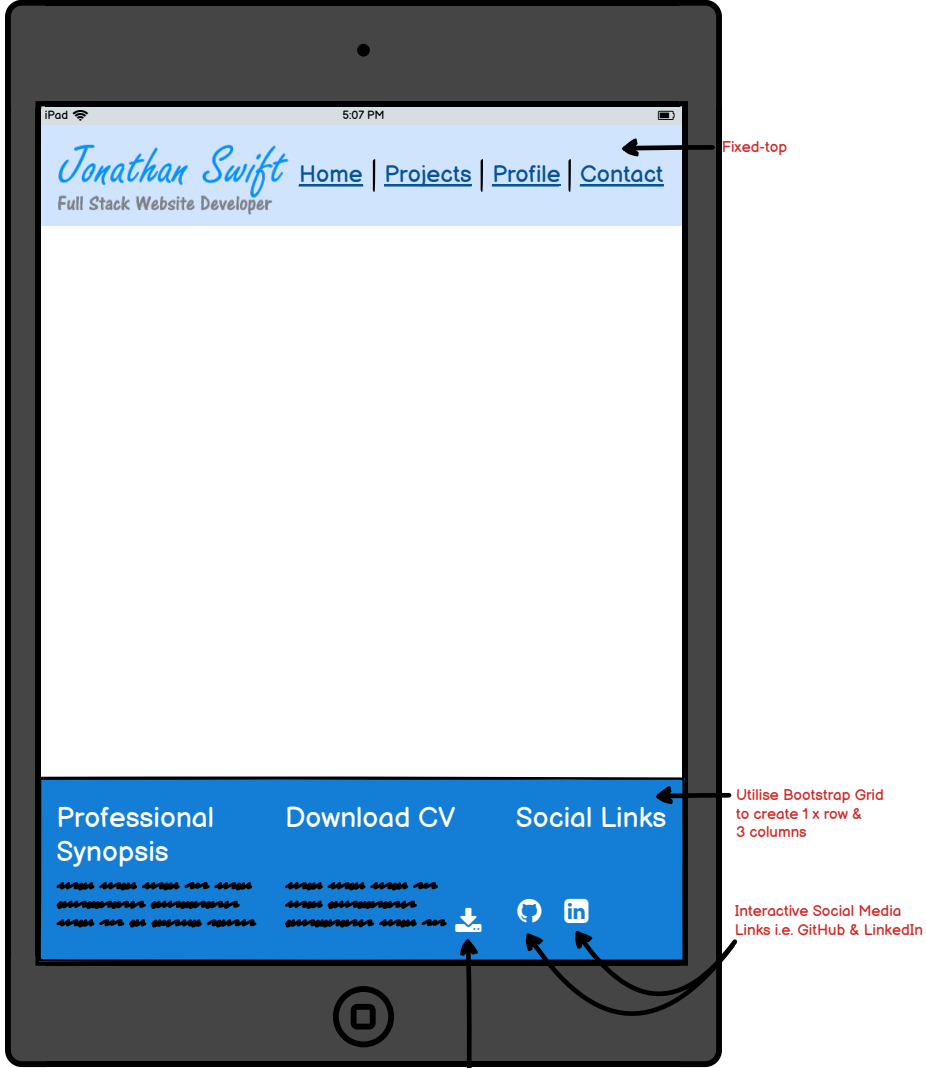 iPad 5:07 PM
Jonathan Swift
Full Stack Website Developer
Home | Projects | Profile | Contact
Fixed-top
Professional
Synopsis
Download CV
Social Links
Utilise Bootstrap Grid
to create 1 x row &
3 columns
Interactive Social Media
Links i.e. GitHub & LinkedIn
in